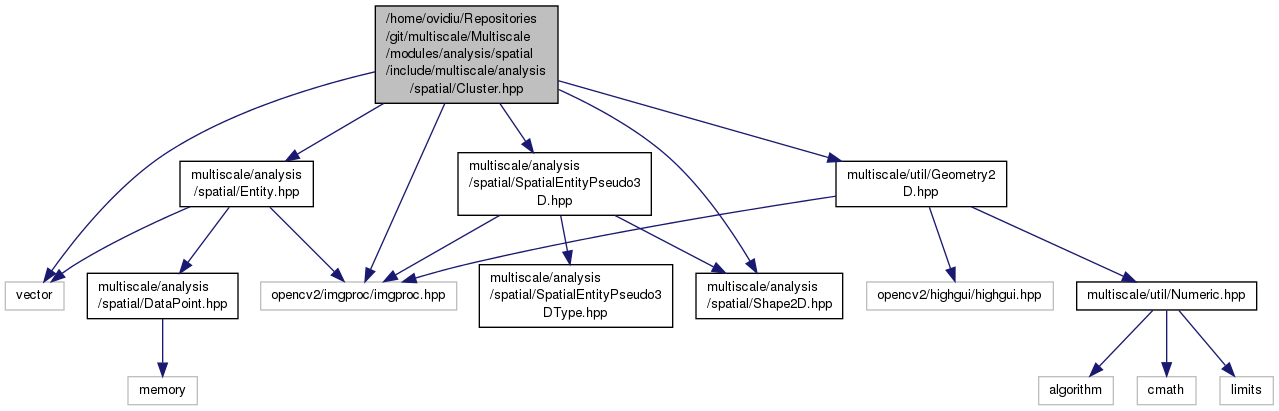 /home/ovidiu/Repositories
/git/multiscale/Multiscale
/modules/analysis/spatial
/include/multiscale/analysis
/spatial/Cluster.hpp
multiscale/analysis
/spatial/Entity.hpp
multiscale/analysis
/spatial/SpatialEntityPseudo3
D.hpp
multiscale/util/Geometry2
D.hpp
vector
multiscale/analysis
/spatial/DataPoint.hpp
opencv2/imgproc/imgproc.hpp
multiscale/analysis
/spatial/SpatialEntityPseudo3
DType.hpp
multiscale/analysis
/spatial/Shape2D.hpp
opencv2/highgui/highgui.hpp
multiscale/util/Numeric.hpp
memory
algorithm
cmath
limits